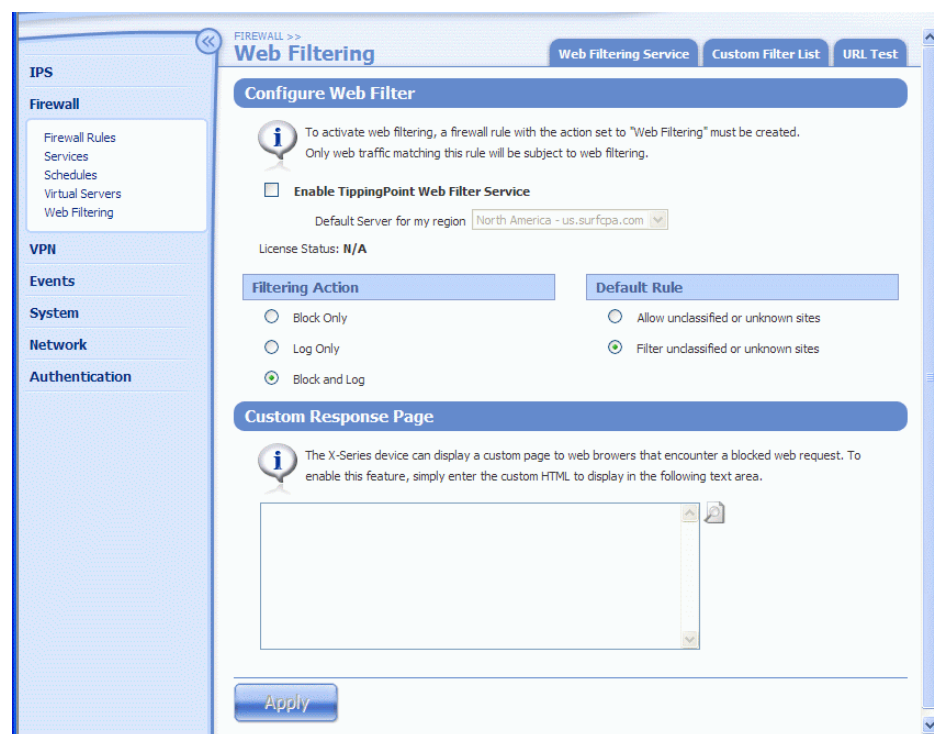 FIREWALL >>
Web Filtering
Web Filtering Service
Custom Filter List
URL Test
IPS
Firewall
Firewall Rules
Services
Schedules
Virtual Servers
Web Filtering
VPN
Events
System
Network
Authentication
Configure Web Filter
To activate web filtering, a firewall rule with the action set to "Web Filtering" must be created.
Only web traffic matching this rule will be subject to web filtering.
Enable TippingPoint Web Filter Service
Default Server for my region North America - us.surfcpa.com
License Status: N/A
Filtering Action
Block Only
Log Only
Block and Log
Default Rule
Allow unclassified or unknown sites
Filter unclassified or unknown sites
Custom Response Page
The X-Series device can display a custom page to web browers that encounter a blocked web request. To
enable this feature, simply enter the custom HTML to display in the following text area.
Apply